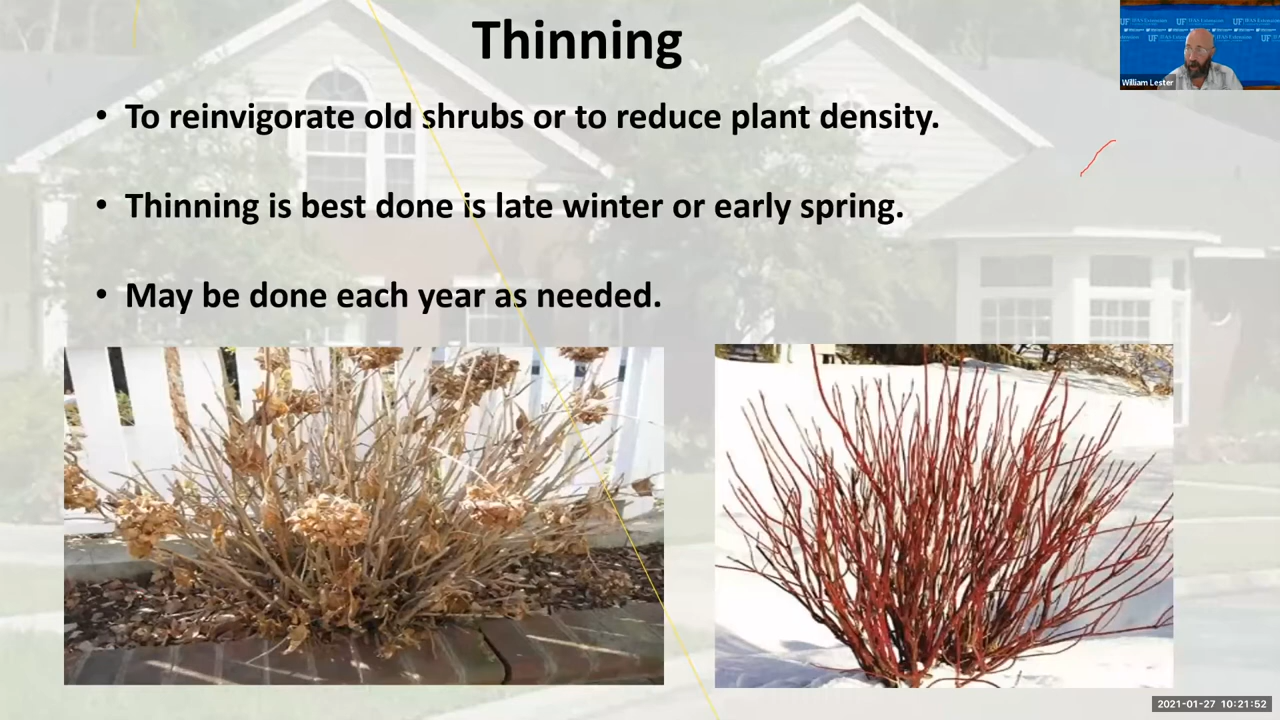 Thinning
• To reinvigorate old shrubs or to reduce plant density.
• Thinning is best done is late winter or early spring.
• May be done each year as needed.
William Lester
2021-01-27 10:21:52